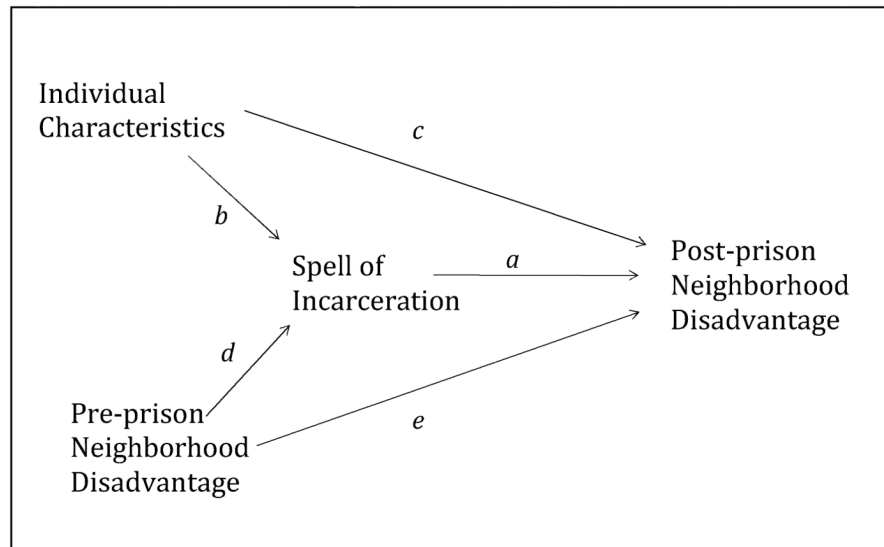 Individual
Characteristics
c
b
Spell of
Incarceration
a
Post-prison
Neighborhood
Disadvantage
d
Pre-prison
Neighborhood
Disadvantage
e